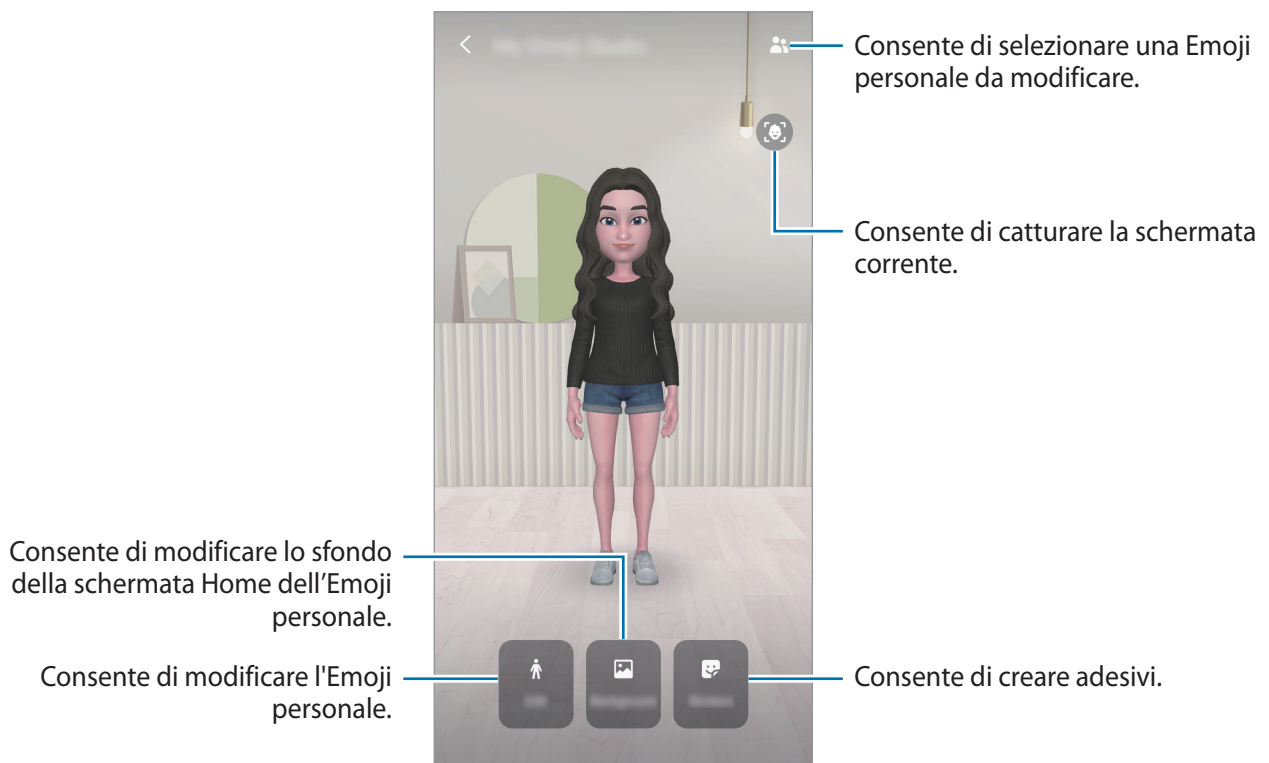 Consente di selezionare una Emoji
personale da modificare.
Consente di catturare la schermata
corrente.
Consente di modificare lo sfondo
della schermata Home dell’Emoji
personale.
Consente di modificare l'Emoji
personale.
Consente di creare adesivi.